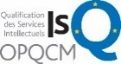 Qualification
des Services
Intellectuels
IsQ
OPQCM